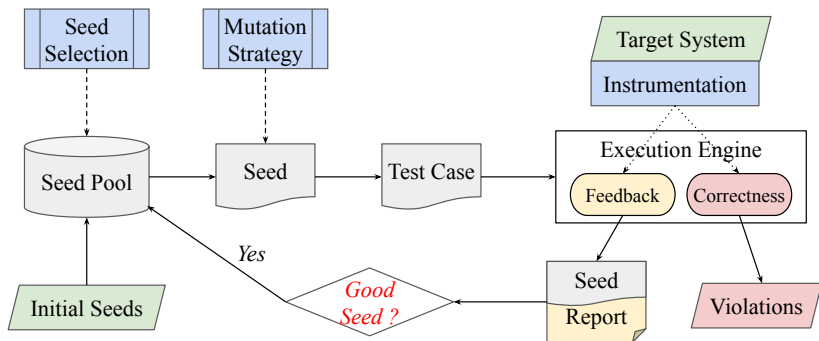 Seed
Selection
Mutation
Strategy
Target System
Instrumentation
Execution Engine
Seed Pool
Seed
Test Case
Feedback
Correctness
Yes
Initial Seeds
Good
Seed ?
Seed
Report
Violations